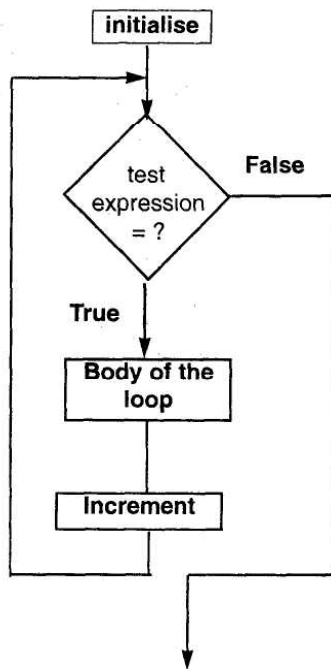 initialise
test
expression
= ?
False
True
Body of the
loop
Increment